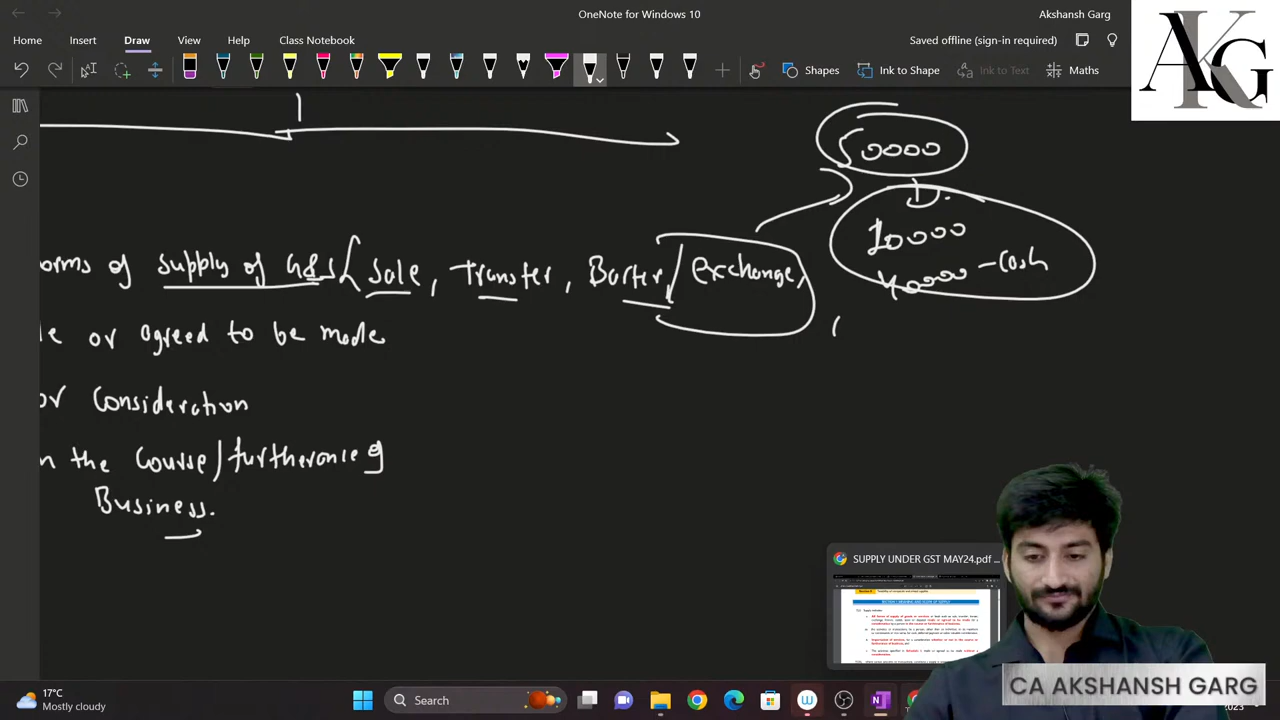 OneNote for Windows 10
Akshansh Garg
Home Insert Draw View Help Class Notebook
Saved offline (sign-in required)
Shapes Ink to Shape Ink to Text Maths
AKG
50000
10000
40000 - Cash
orms of supply of G&S ( sale, Transfer, Barter / exchange,
(
le or agreed to be made
or Consideration
n the Course / furtherance of
Business.
SUPPLY UNDER GST MAY24.pdf ...
17°C
Mostly cloudy
Search
CA AKSHANSH GARG
2023